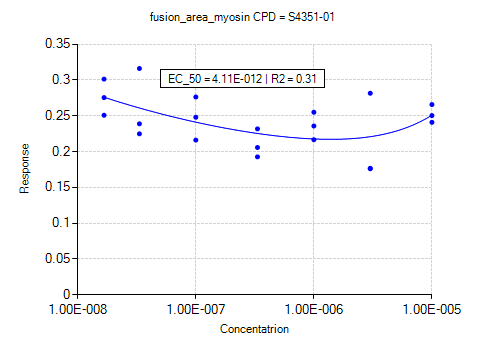 fusion_area_myosin CPD = S4351-01
0.35
EC_50 = 4.11E-012 | R2 = 0.31
0.3
0.25
0.2
0.15
0.1
0.05
0
Response
1.00E-008 1.00E-007 1.00E-006 1.00E-005
Concentatrion